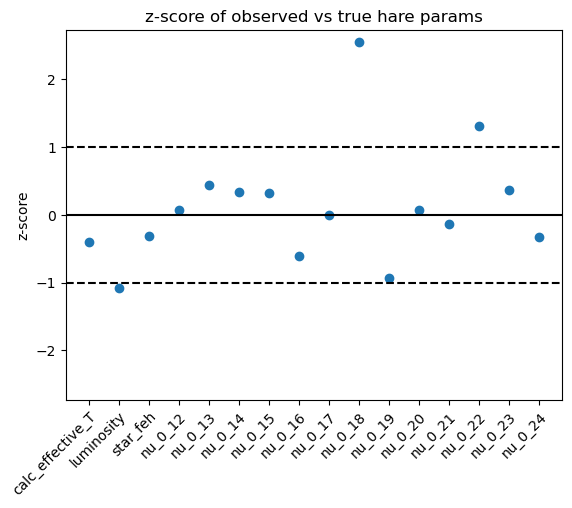 z-score of observed vs true hare params
z-score
2
1
0
−1
−2
calc_effective_T
luminosity
star_feh
nu_0_12
nu_0_13
nu_0_14
nu_0_15
nu_0_16
nu_0_17
nu_0_18
nu_0_19
nu_0_20
nu_0_21
nu_0_22
nu_0_23
nu_0_24